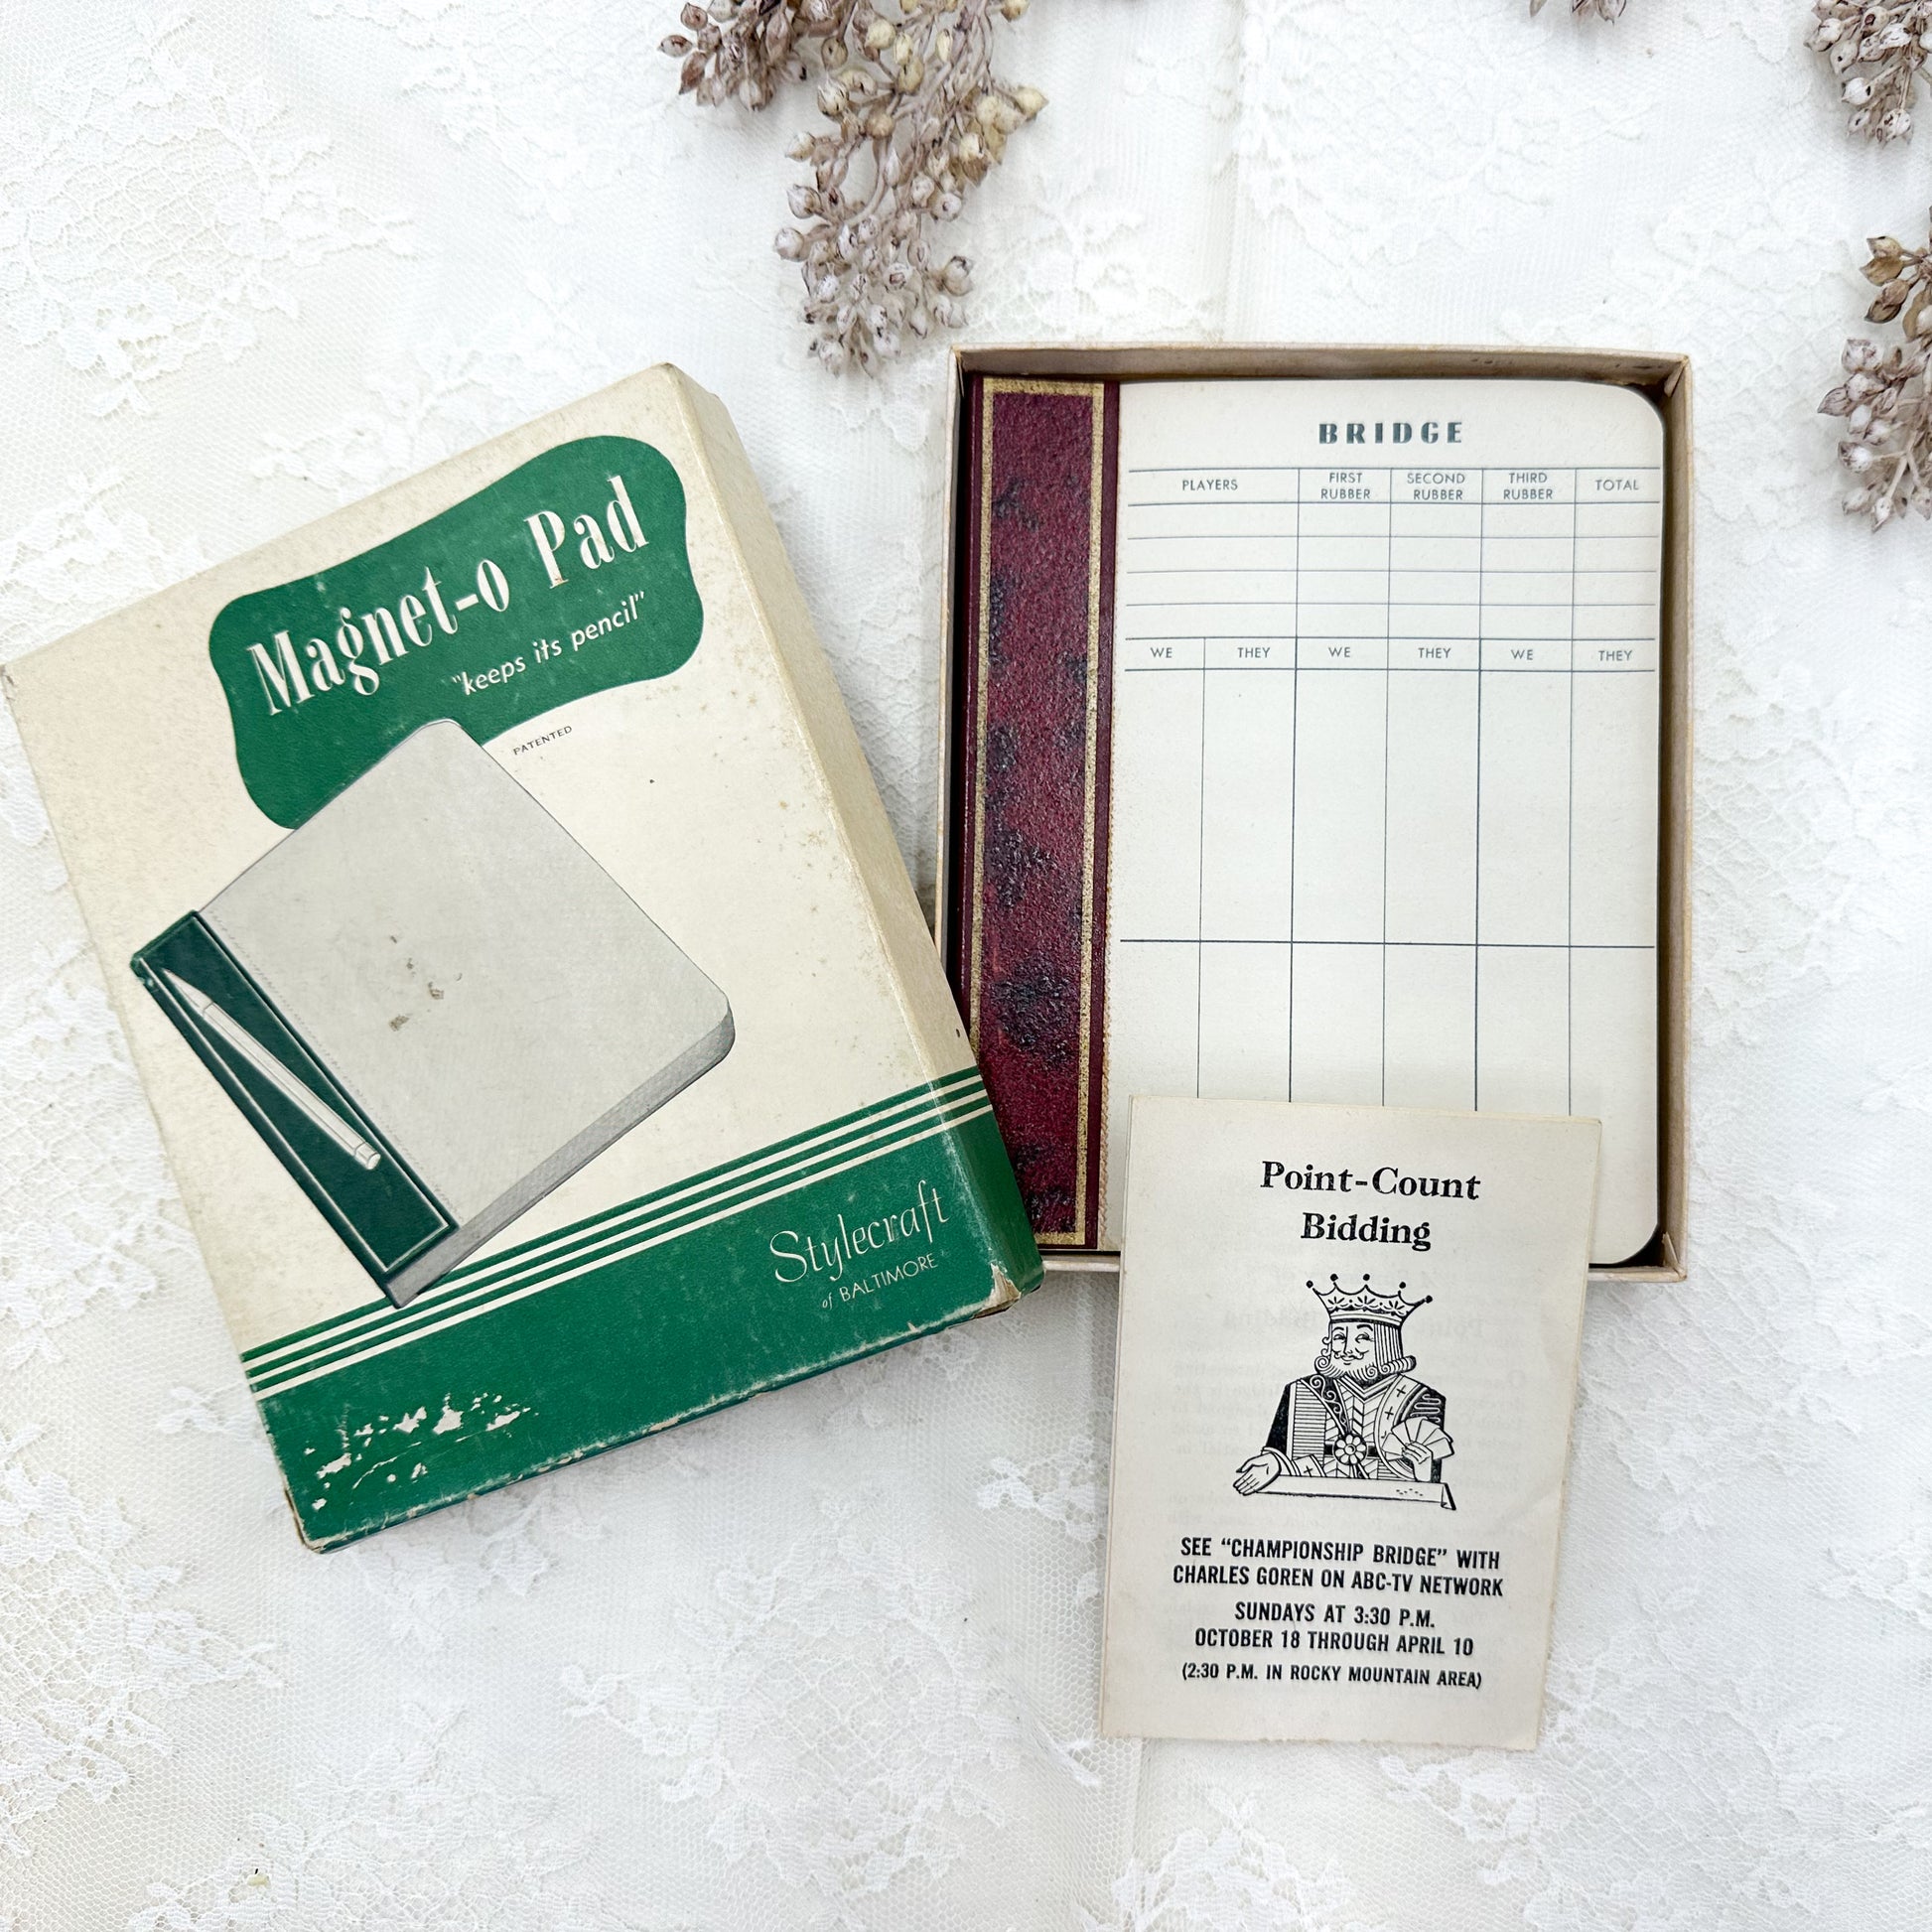 Magnet-o Pad
"keeps its pencil"
PATENTED
Stylecraft
of BALTIMORE
BRIDGE
PLAYERS FIRST RUBBER SECOND RUBBER THIRD RUBBER TOTAL
WE THEY WE THEY WE THEY
Point-Count
Bidding
SEE "CHAMPIONSHIP BRIDGE" WITH
CHARLES GOREN ON ABC-TV NETWORK
SUNDAYS AT 3:30 P.M.
OCTOBER 18 THROUGH APRIL 10
(2:30 P.M. IN ROCKY MOUNTAIN AREA)